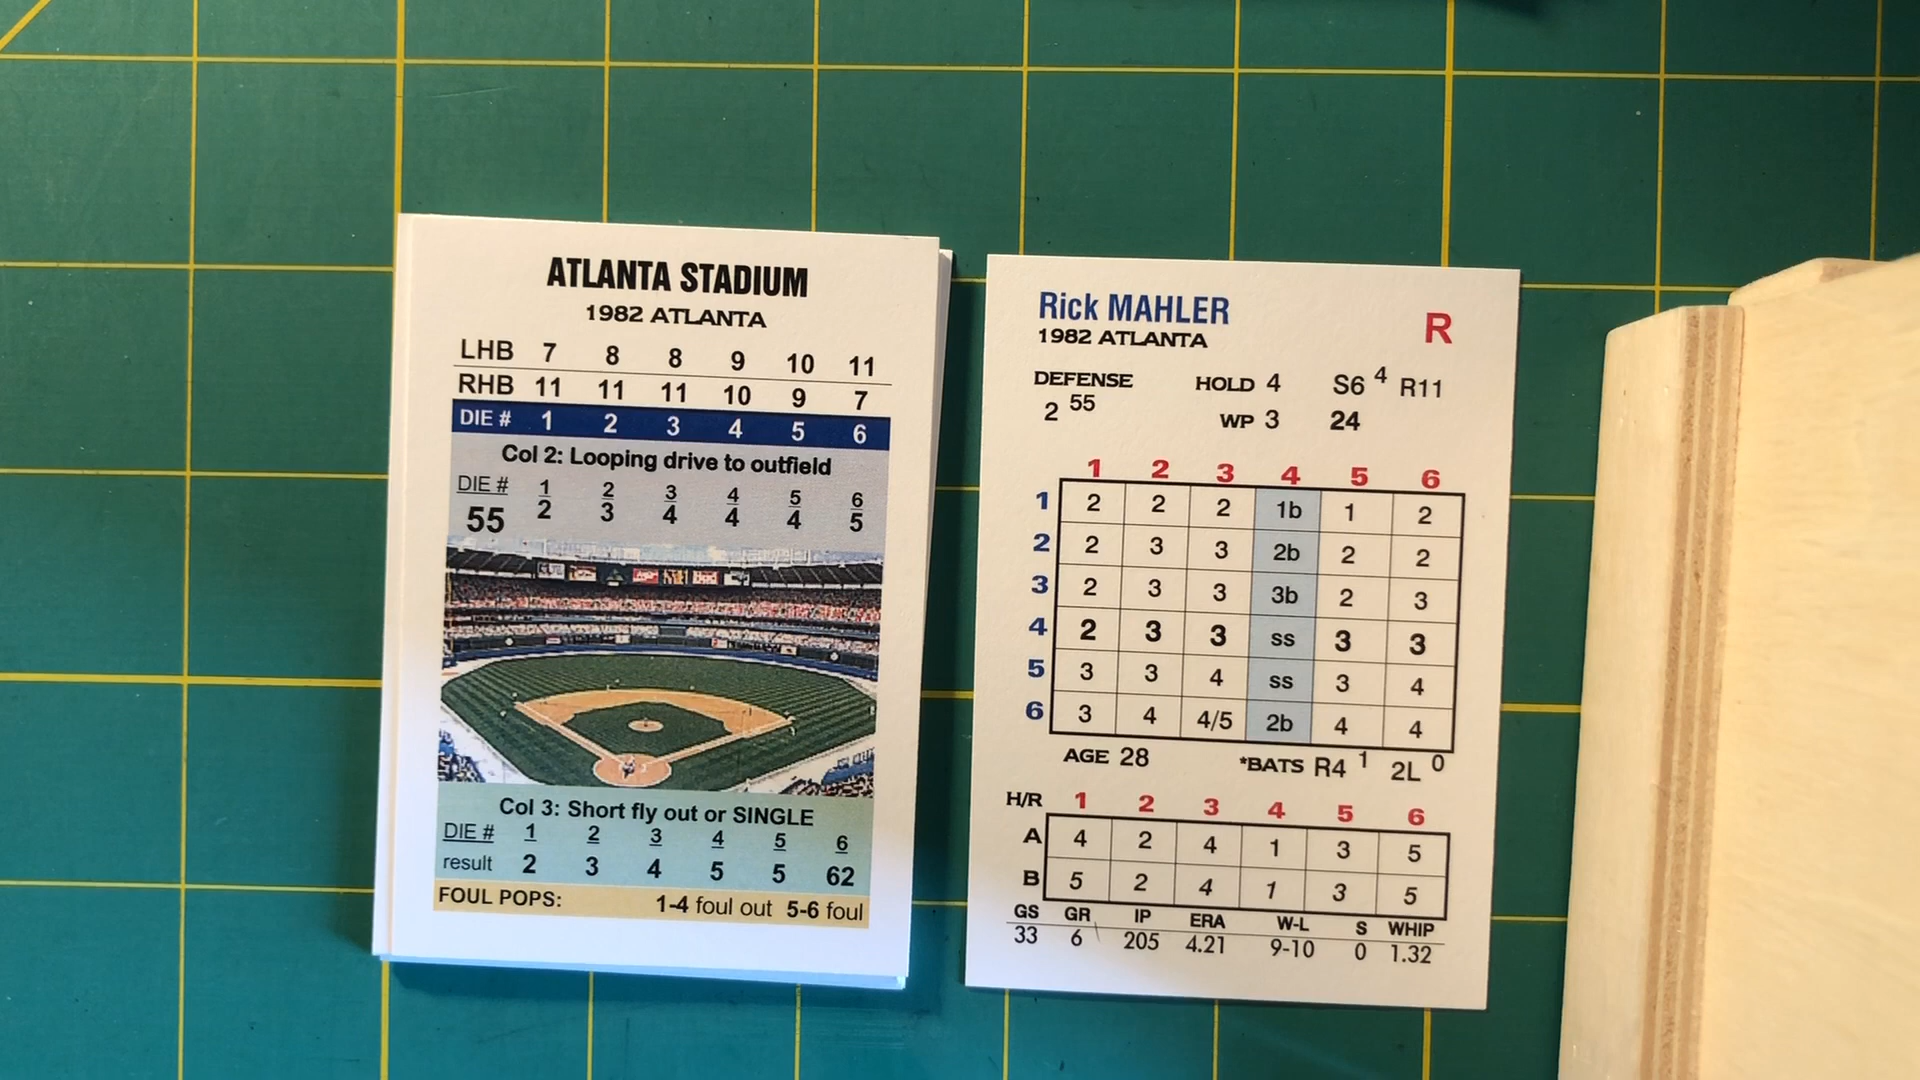 ATLANTA STADIUM
1982 ATLANTA
LHB 7 8 8 9 10 11
RHB 11 11 11 10 9 7
DIE # 1 2 3 4 5 6
Col 2: Looping drive to outfield
DIE # 1 2 3 4 5 6
55 2 3 4 4 4 5
Col 3: Short fly out or SINGLE
DIE # 1 2 3 4 5 6
result 2 3 4 5 5 62
FOUL POPS: 1-4 foul out 5-6 foul
Rick MAHLER
1982 ATLANTA
R
DEFENSE HOLD 4 S6 4 R11
2 55 WP 3 24
1 2 3 4 5 6
1 2 2 2 1b 1 2
2 2 3 3 2b 2 2
3 2 3 3 3b 2 3
4 2 3 3 ss 3 3
5 3 3 4 ss 3 4
6 3 4 4/5 2b 4 4
AGE 28 *BATS R4 1 2L 0
H/R 1 2 3 4 5 6
A 4 2 4 1 3 5
B 5 2 4 1 3 5
GS GR IP ERA W-L S WHIP
33 6 205 4.21 9-10 0 1.32